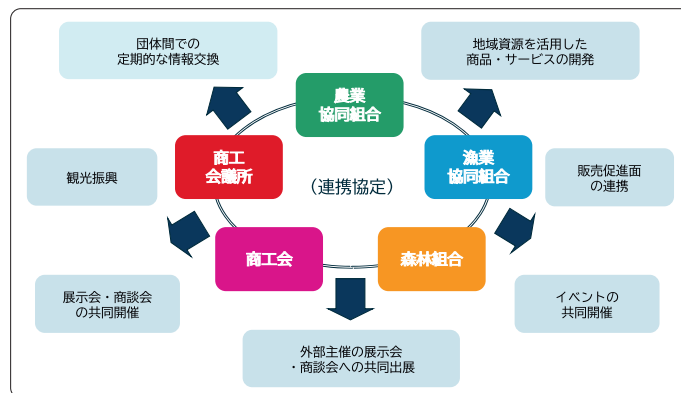 団体間での
定期的な情報交換
地域資源を活用した
商品・サービスの開発
農業
協同組合
商工
会議所
漁業
協同組合
(連携協定)
観光振興
販売促進面
の連携
商工会
森林組合
展示会・商談会
の共同開催
イベントの
共同開催
外部主催の展示会
・商談会への共同出展